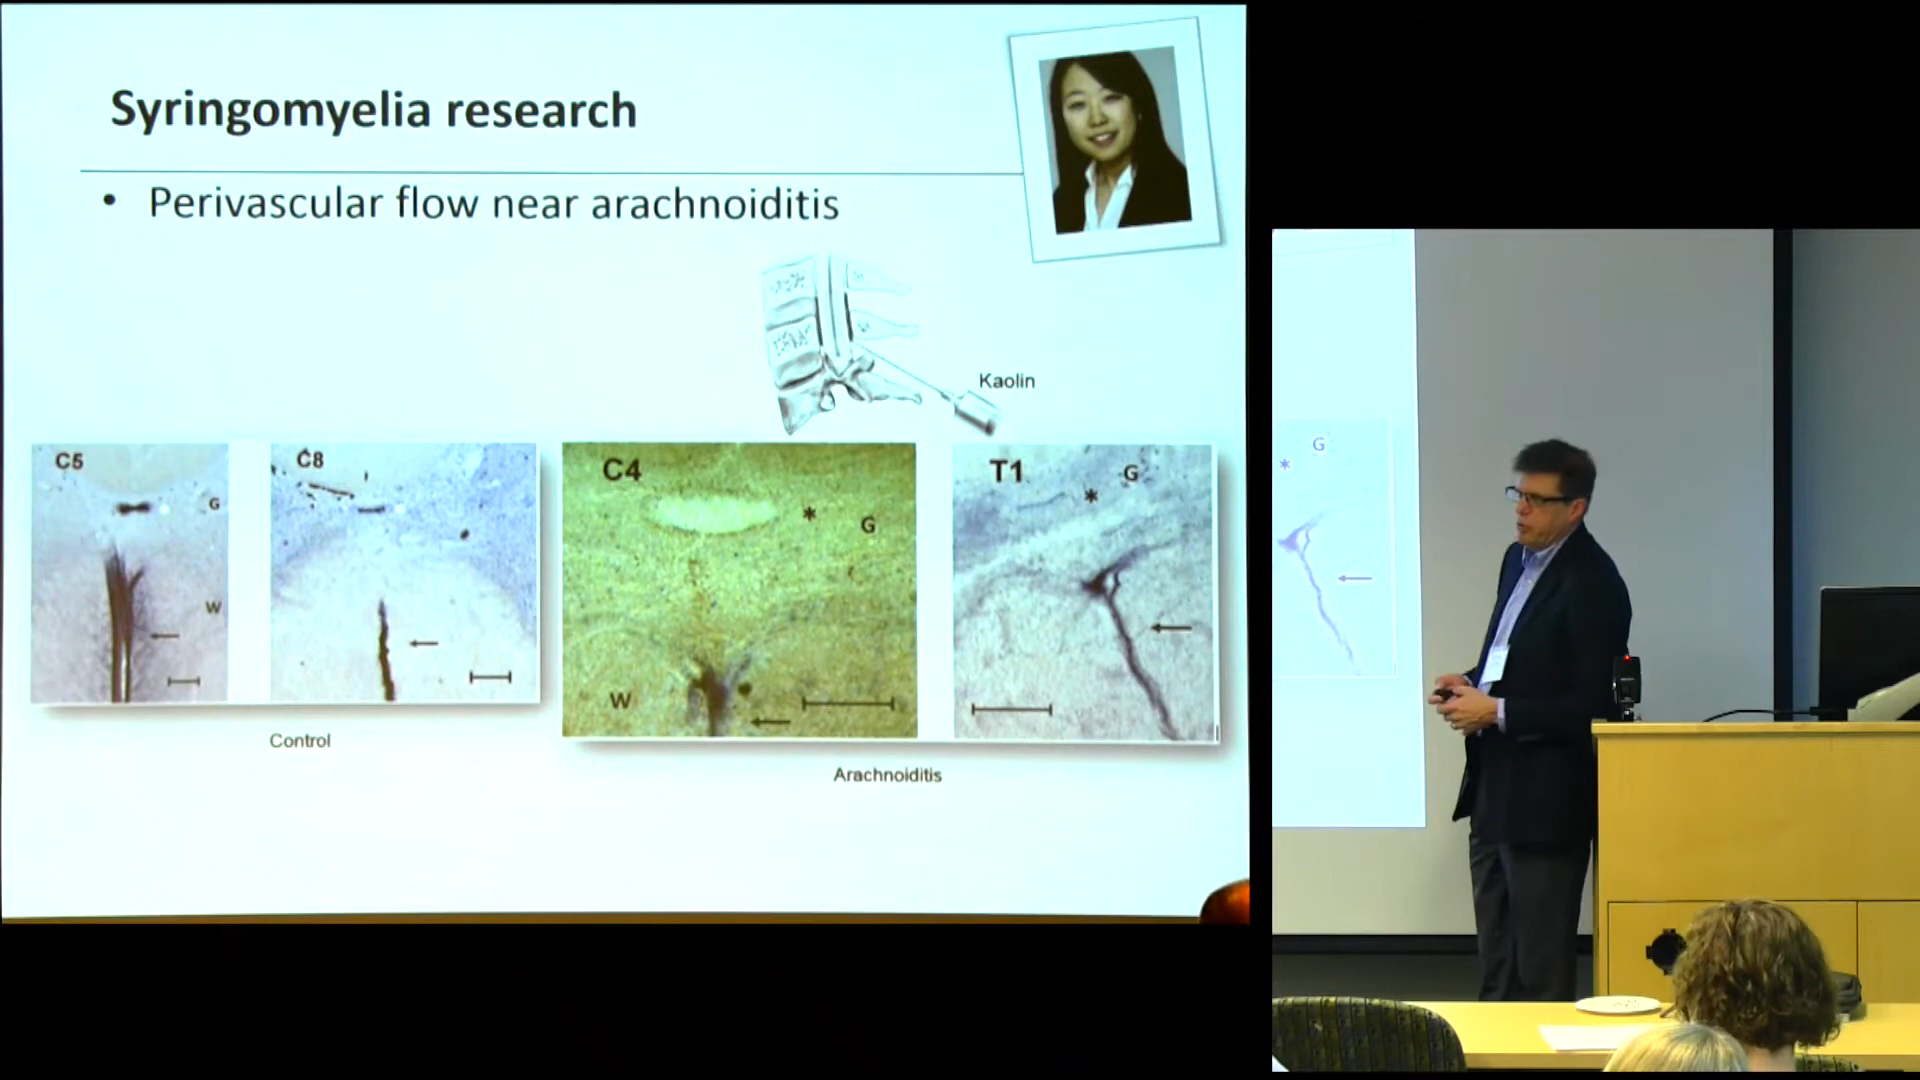 Syringomyelia research
• Perivascular flow near arachnoiditis
Kaolin
C5
G
W
C8
C4
*
G
W
T1
*
G
Control
Arachnoiditis
G
*